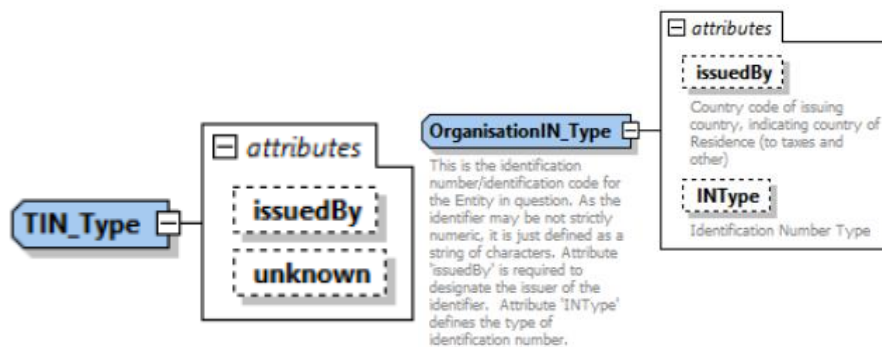 TIN_Type
attributes
issuedBy
unknown
OrganisationIN_Type
This is the identification
number/identification code for
the Entity in question. As the
identifier may be not strictly
numeric, it is just defined as a
string of characters. Attribute
'issuedBy' is required to
designate the issuer of the
identifier.  Attribute 'INType'
defines the type of
identification number.
attributes
issuedBy
Country code of issuing
country, indicating country of
Residence (to taxes and
other)
INType
Identification Number Type